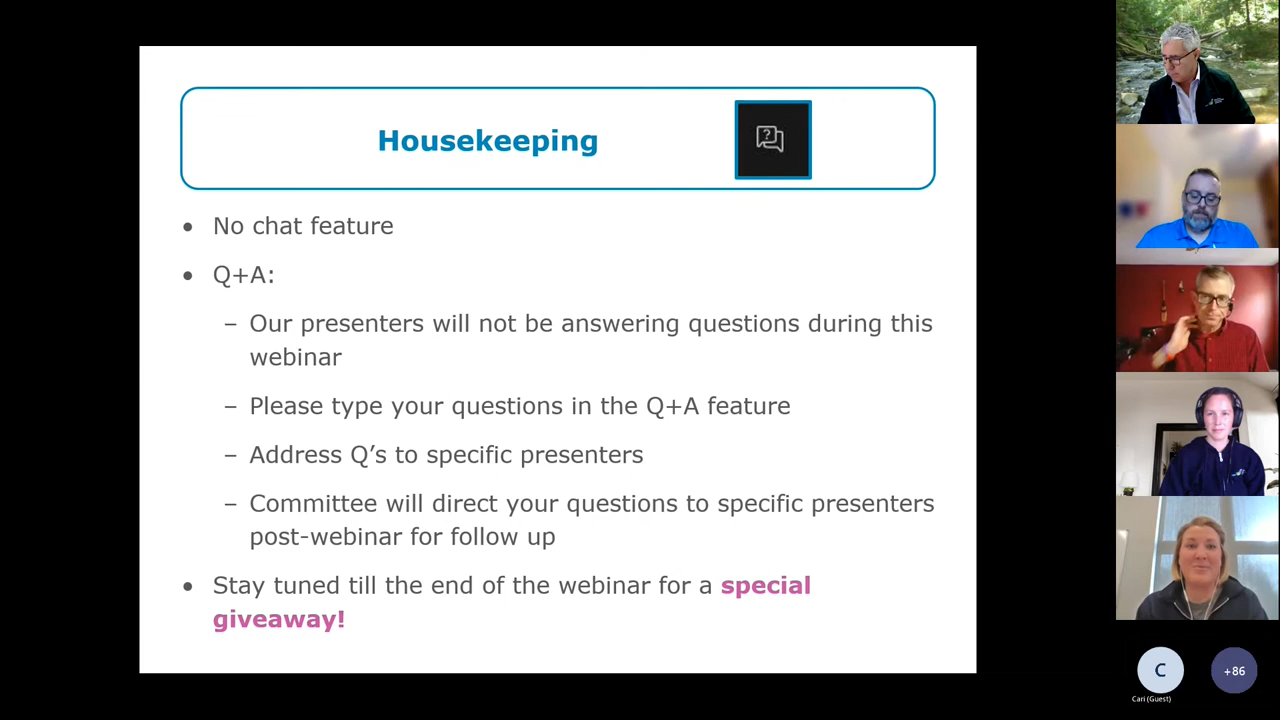 Housekeeping
• No chat feature
• Q+A:
– Our presenters will not be answering questions during this
webinar
– Please type your questions in the Q+A feature
– Address Q’s to specific presenters
– Committee will direct your questions to specific presenters
post-webinar for follow up
• Stay tuned till the end of the webinar for a special
giveaway!
C
+86
Cari (Guest)